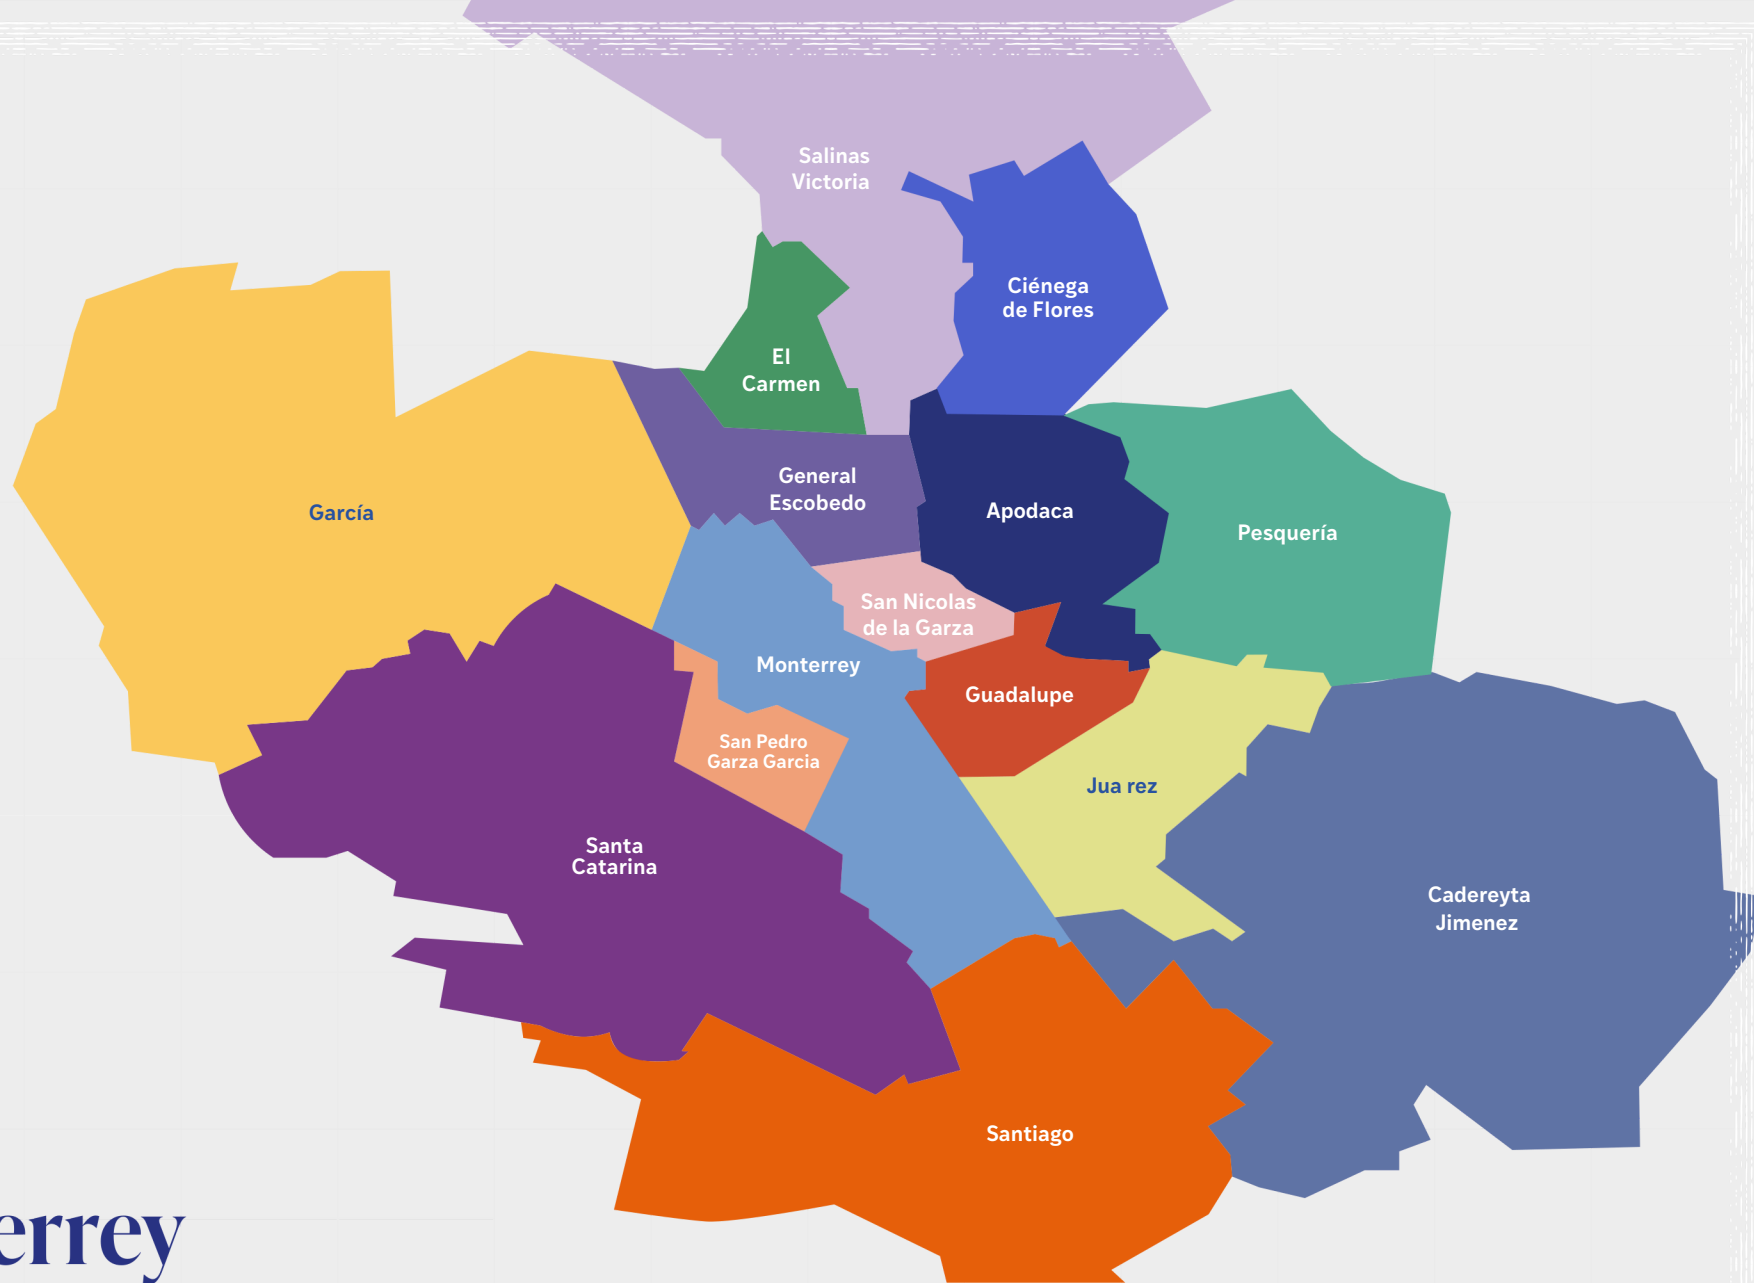 Salinas
Victoria
Ciénega
de Flores
El
Carmen
General
Escobedo
García
Apodaca
Pesquería
San Nicolas
de la Garza
Monterrey
Guadalupe
San Pedro
Garza Garcia
Jua rez
Santa
Catarina
Cadereyta
Jimenez
Santiago
errey